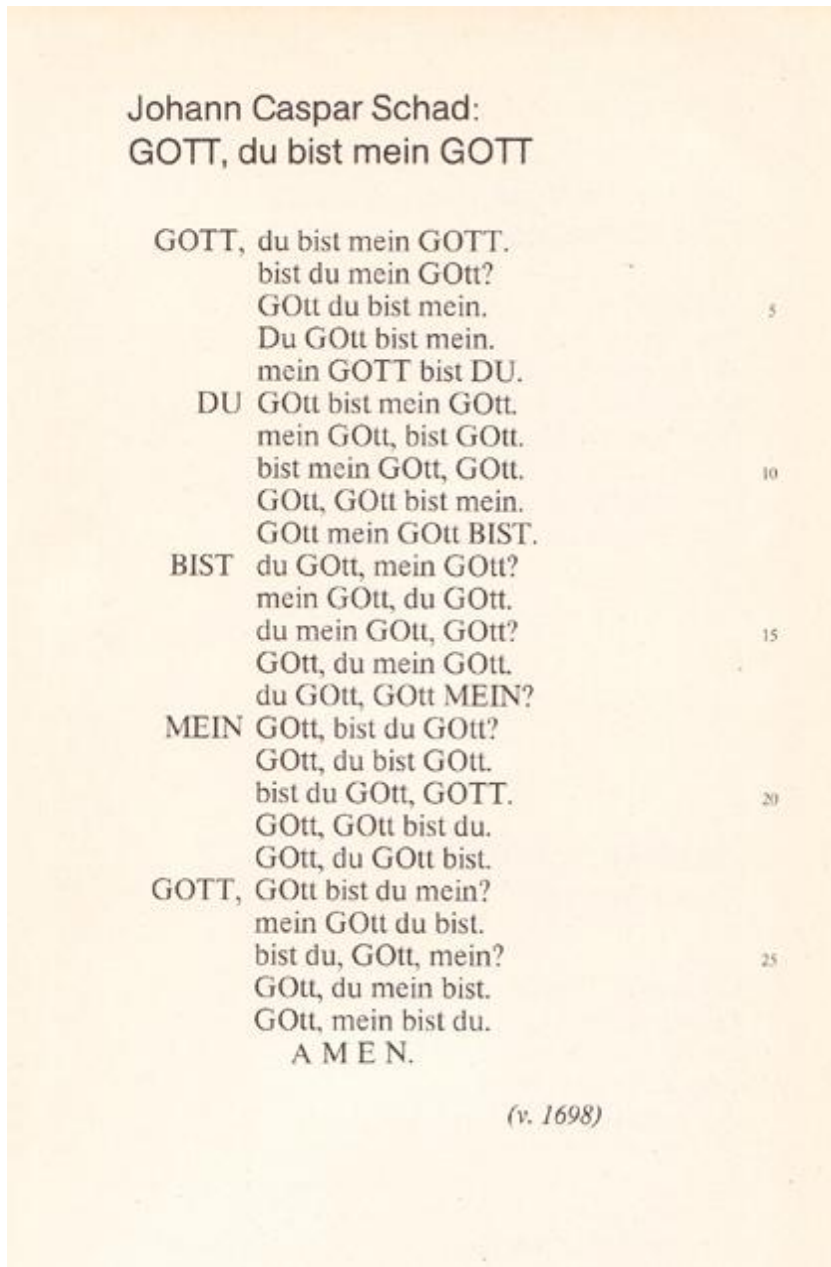 Johann Caspar Schad:
GOTT, du bist mein GOTT
GOTT, du bist mein GOTT.
bist du mein GOtt?
GOtt du bist mein. 5
Du GOtt bist mein.
mein GOTT bist DU.
DU GOtt bist mein GOtt.
mein GOtt, bist GOtt.
bist mein GOtt, GOtt. 10
GOtt, GOtt bist mein.
GOtt mein GOtt BIST.
BIST du GOtt, mein GOtt?
mein GOtt, du GOtt.
du mein GOtt, GOtt? 15
GOtt, du mein GOtt.
du GOtt, GOtt MEIN?
MEIN GOtt, bist du GOtt?
GOtt, du bist GOtt.
bist du GOtt, GOTT. 20
GOtt, GOtt bist du.
GOtt, du GOtt bist.
GOTT, GOtt bist du mein?
mein GOtt du bist.
bist du, GOtt, mein? 25
GOtt, du mein bist.
GOtt, mein bist du.
A M E N.
(v. 1698)